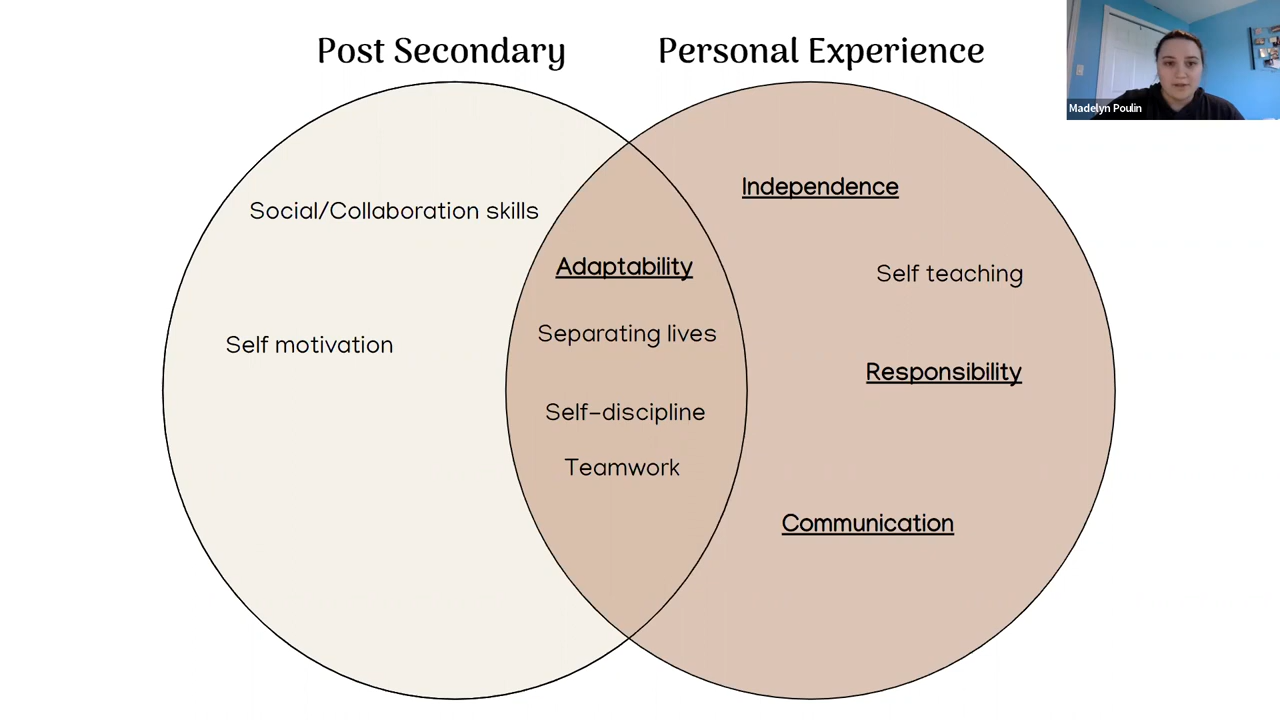 Post Secondary
Personal Experience
Madelyn Poulin
Social/Collaboration skills
Self motivation
Adaptability
Separating lives
Self-discipline
Teamwork
Independence
Self teaching
Responsibility
Communication